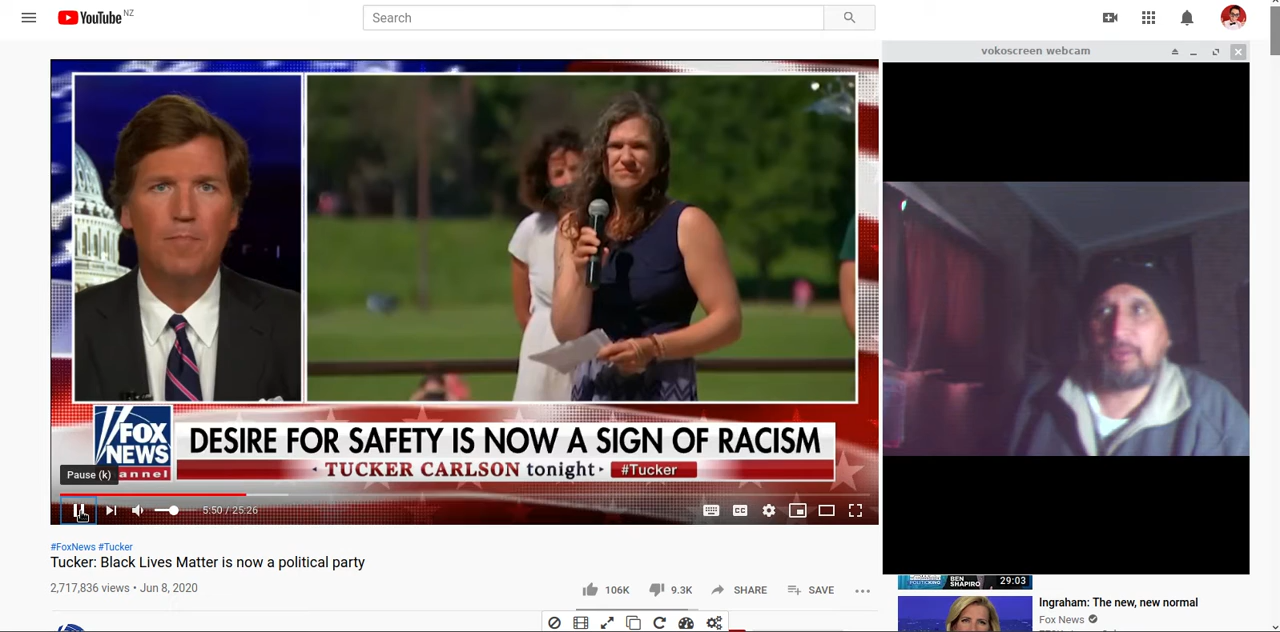 YouTube NZ
Search
vokoscreen webcam
FOX
NEWS
channel
DESIRE FOR SAFETY IS NOW A SIGN OF RACISM
TUCKER CARLSON tonight
#Tucker
Pause (k)
5:50 / 25:26
CC
#FoxNews #Tucker
Tucker: Black Lives Matter is now a political party
2,717,836 views • Jun 8, 2020
106K
9.3K
SHARE
SAVE
BEN
SHAPIRO
29:03
Ingraham: The new, new normal
Fox News